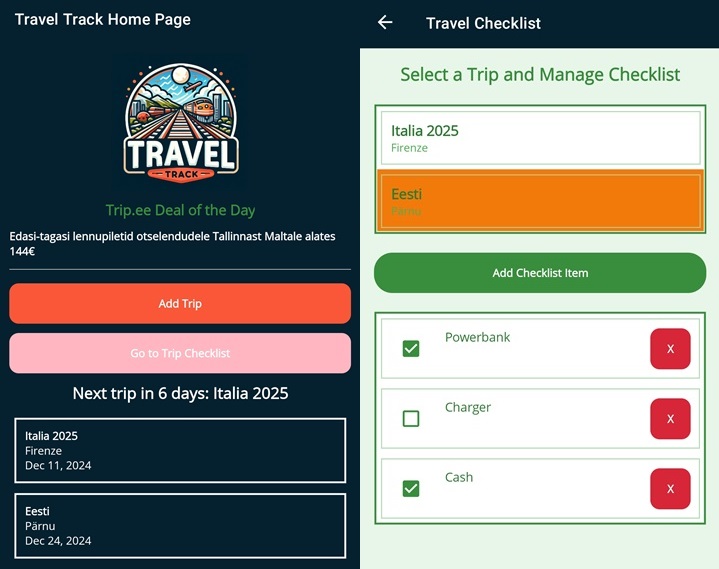 Travel Track Home Page
TRAVEL
TRACK
Trip.ee Deal of the Day
Edasi-tagasi lennupiletid otselendudele Tallinnast Maltale alates
144€
Add Trip
Go to Trip Checklist
Next trip in 6 days: Italia 2025
Italia 2025
Firenze
Dec 11, 2024
Eesti
Pärnu
Dec 24, 2024
Travel Checklist
Select a Trip and Manage Checklist
Italia 2025
Firenze
Eesti
Pärnu
Add Checklist Item
Powerbank
X
Charger
X
Cash
X